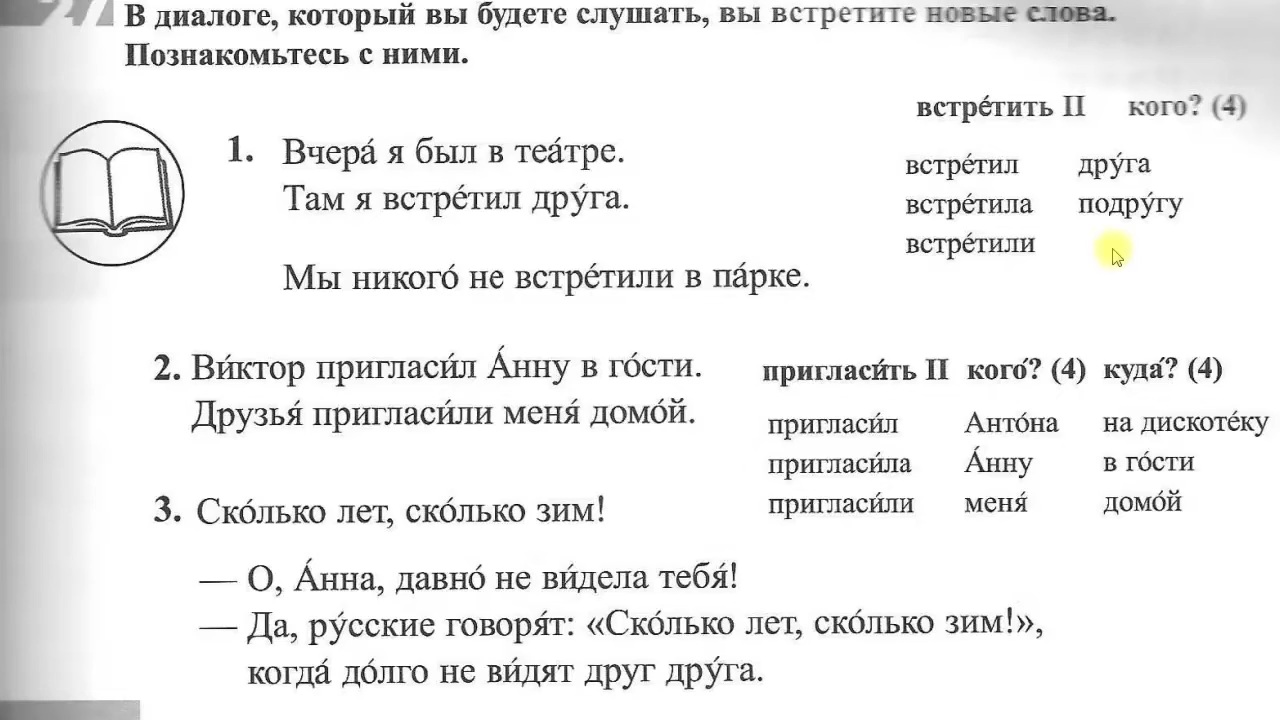 27
В диалоге, который вы будете слушать, вы встретите новые слова.
Познакомьтесь с ними.
встре́тить II кого? (4)
1. Вчера́ я был в теа́тре.
Там я встре́тил дру́га.
встре́тил дру́га
встре́тила подру́гу
встре́тили
Мы никого́ не встре́тили в па́рке.
2. Ви́ктор пригласи́л А́нну в го́сти.
Друзья́ пригласи́ли меня́ домо́й.
пригласи́ть II кого́? (4) куда́? (4)
пригласи́л Анто́на на дискоте́ку
пригласи́ла А́нну в го́сти
пригласи́ли меня́ домо́й
3. Ско́лько лет, ско́лько зим!
— О, А́нна, давно́ не ви́дела тебя́!
— Да, ру́сские говоря́т: «Ско́лько лет, ско́лько зим!»,
когда́ до́лго не ви́дят друг дру́га.